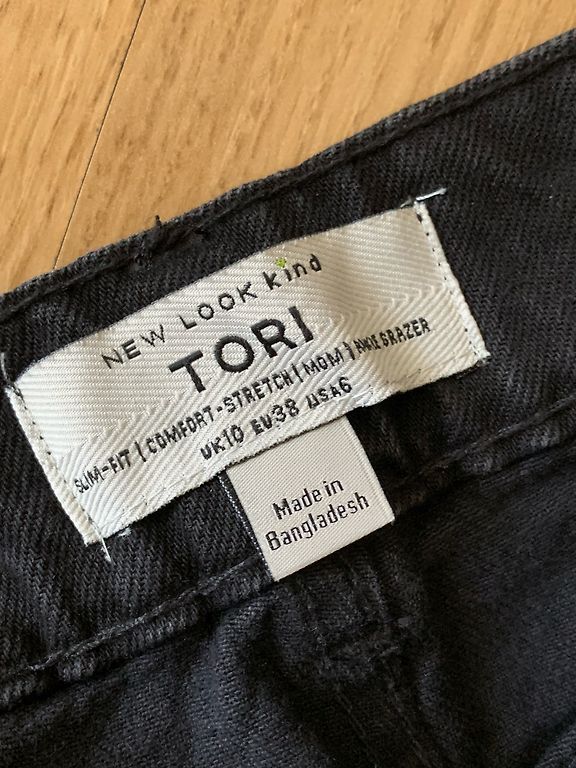 NEW LOOK kind
TORI
SLIM-FIT | COMFORT-STRETCH | MOM | ANKLE GRAZER
UK10 EU38 USA6
Made in
Bangladesh